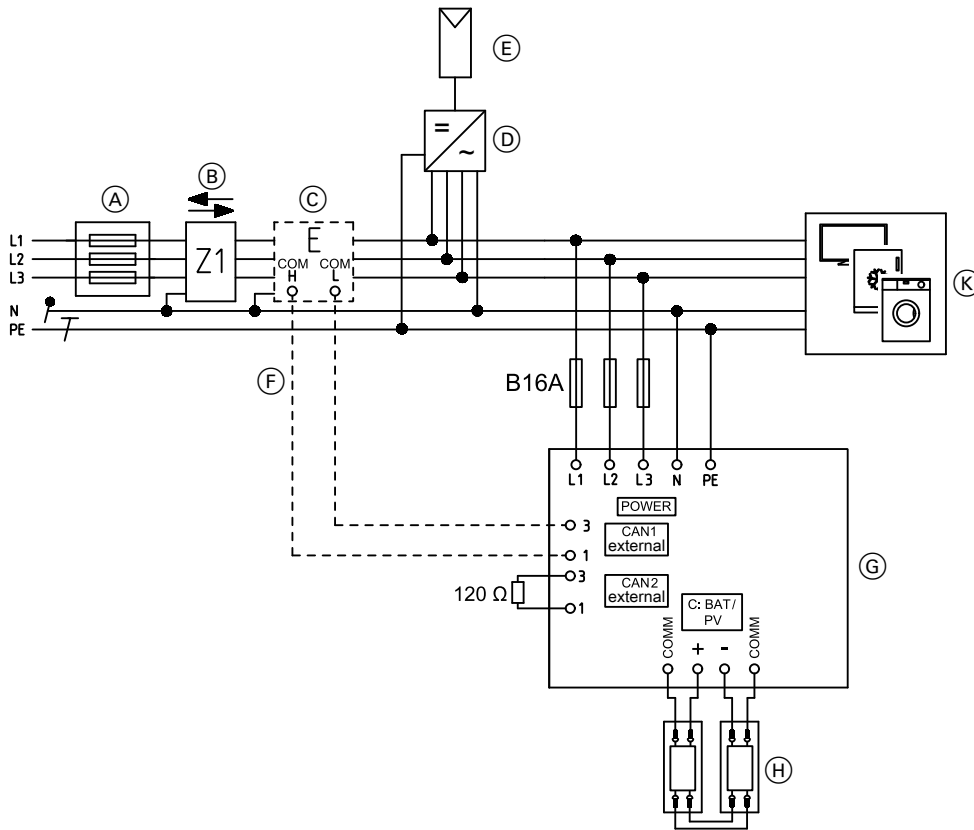 E
=
~
D
B
A
C
L1
L2
L3
N
PE
Z1
E
COM COM
H L
K
F
B16A
L1 L2 L3 N PE
POWER
3
CAN1
external
1
3
CAN2
external
1
120 Ω
G
C: BAT/
PV
COMM + - COMM
H